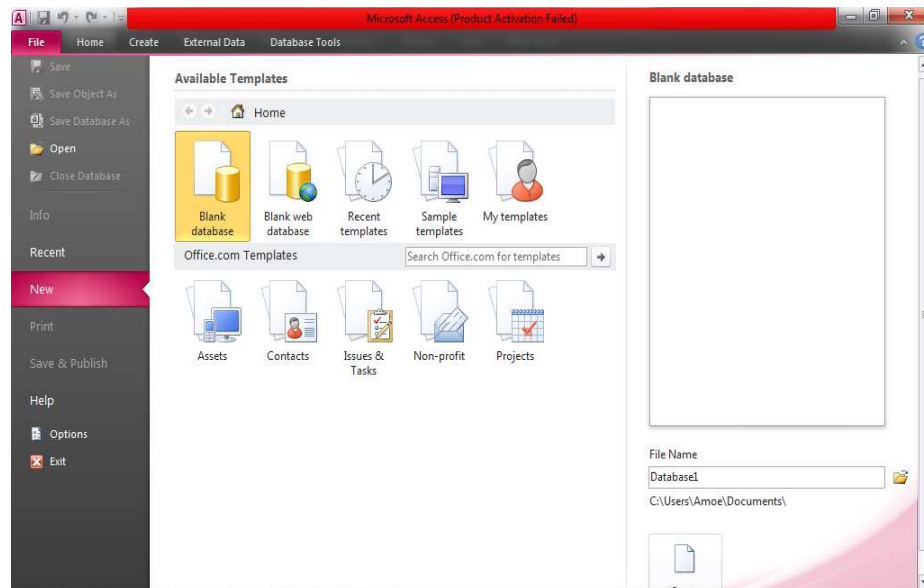 Microsoft Access (Product Activation Failed)
File Home Create External Data Database Tools
Save
Save Object As
Save Database As
Open
Close Database
Info
Recent
New
Print
Save & Publish
Help
Options
Exit
Available Templates
Home
Blank database
Blank web database
Recent templates
Sample templates
My templates
Office.com Templates
Search Office.com for templates
Assets
Contacts
Issues & Tasks
Non-profit
Projects
Blank database
File Name
Database1
C:\Users\Amoe\Documents\